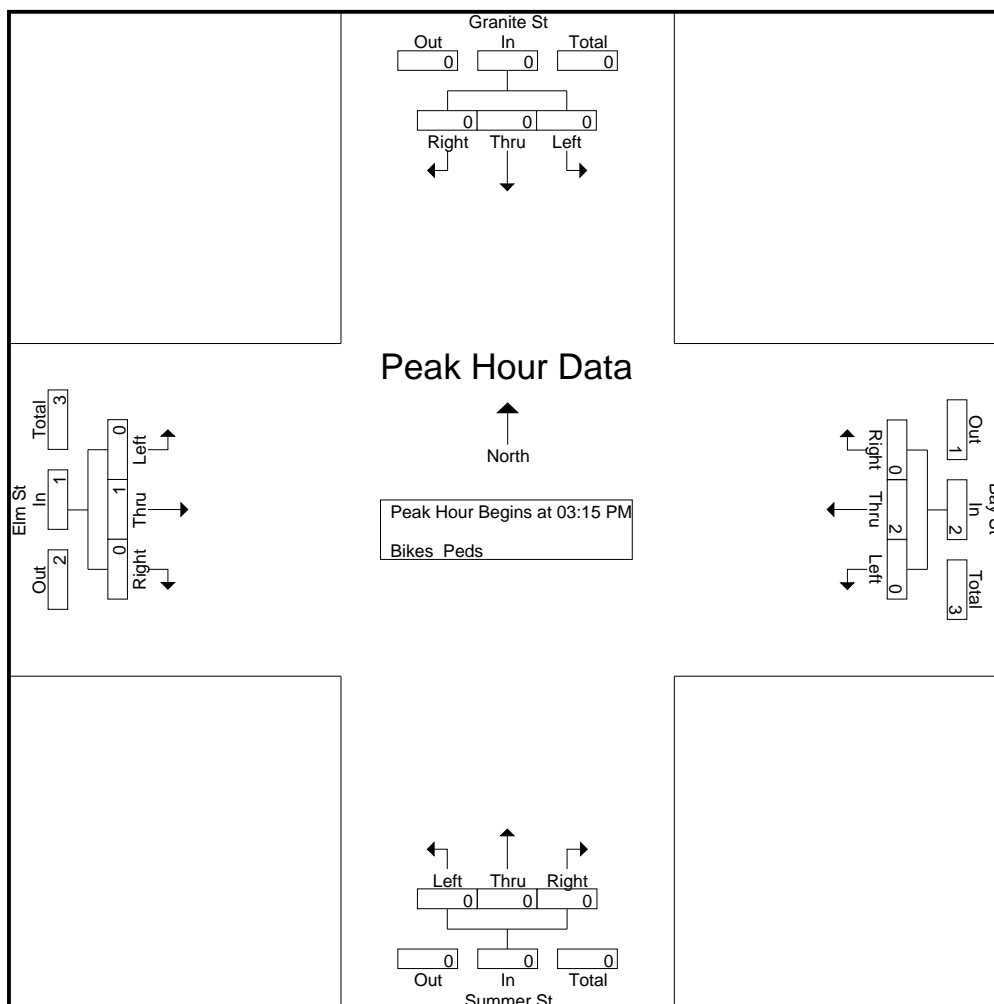 Granite St
Out In Total
0 0 0
0 0 0
Right Thru Left
Peak Hour Data
North
Peak Hour Begins at 03:15 PM
Bikes Peds
Elm St
Total In Out
3 1 2
0 1 0
Left Thru Right
Right Thru Left
0 2 0
Out In Total
1 2 3
Bay St
Left Thru Right
0 0 0
0 0 0
Out In Total
Summer St